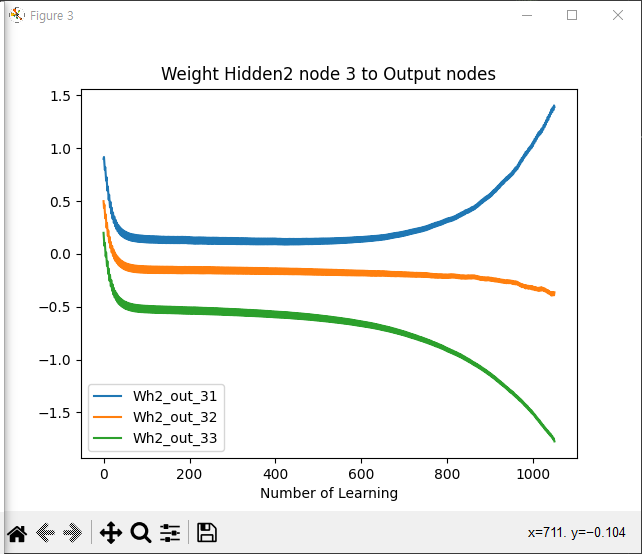 Figure 3
Weight Hidden2 node 3 to Output nodes
1.5
1.0
0.5
0.0
−0.5
−1.0
−1.5
Wh2_out_31
Wh2_out_32
Wh2_out_33
0 200 400 600 800 1000
Number of Learning
x=711. y=−0.104